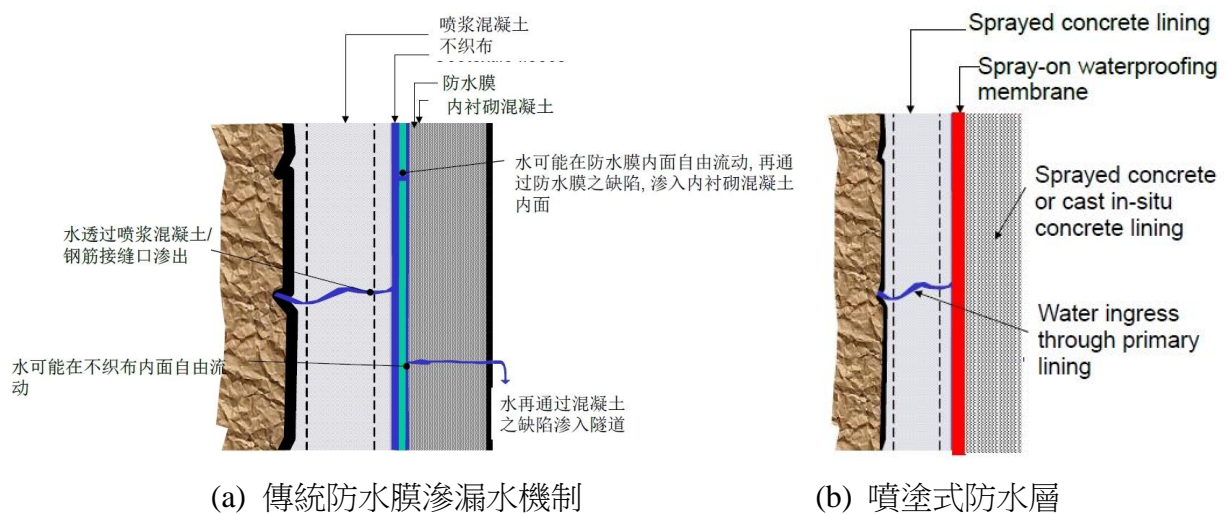 喷浆混凝土
不织布
防水膜
内衬砌混凝土
水可能在防水膜内面自由流动, 再通
过防水膜之缺陷, 渗入内衬砌混凝土
内面
水透过喷浆混凝土/
钢筋接缝口渗出
水可能在不织布内面自由流
动
水再通过混凝土
之缺陷渗入隧道
(a) 傳統防水膜滲漏水機制
Sprayed concrete lining
Spray-on waterproofing
membrane
Sprayed concrete
or cast in-situ
concrete lining
Water ingress
through primary
lining
(b) 噴塗式防水層